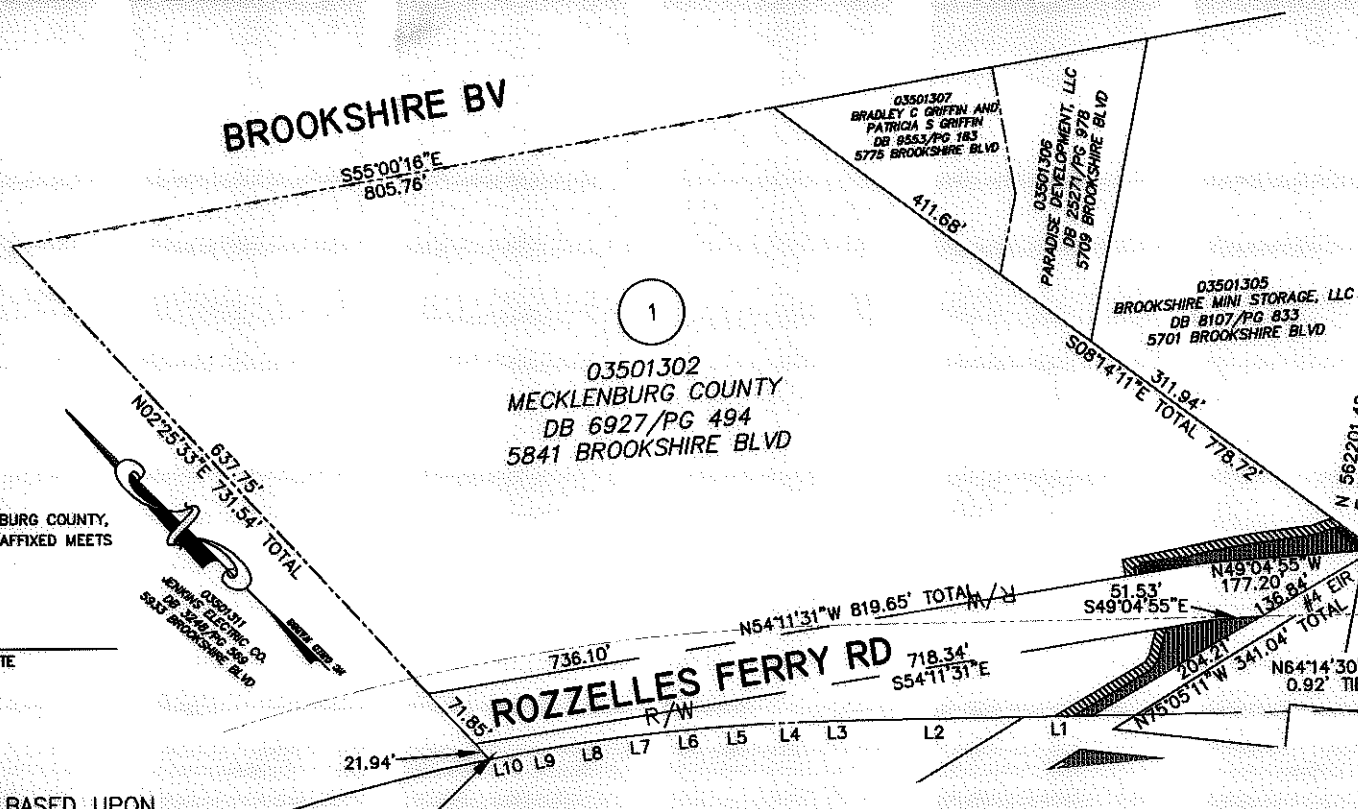 BROOKSHIRE BV
S55°00'16"E
805.76'
03501307
BRADLEY C GRIFFIN AND
PATRICIA S GRIFFIN
DB 9553/PG 183
5775 BROOKSHIRE BLVD
03501306
PARADISE DEVELOPMENT, LLC
DB 25271/PG 978
5709 BROOKSHIRE BLVD
411.68'
03501305
BROOKSHIRE MINI STORAGE, LLC
DB 8107/PG 833
5701 BROOKSHIRE BLVD
1
03501302
MECKLENBURG COUNTY
DB 6927/PG 494
5841 BROOKSHIRE BLVD
311.94'
S08°14'11"E TOTAL 778.72'
637.75'
N02°25'33"E 731.54' TOTAL
BURG COUNTY,
AFFIXED MEETS
03501311
JENKINS ELECTRIC CO.
DB 3248/PG 569
5933 BROOKSHIRE BLVD
TE
N49°04'55"W
177.20'
51.53'
S49°04'55"E
136.84'
#4 EIR
N54°11'31"W 819.65' TOTAL
R/W
736.10'
ROZZELLES FERRY RD
718.34'
S54°11'31"E
R/W
204.21'
N75°05'11"W 341.04' TOTAL
N64°14'30
0.92' TI
71.85'
21.94'
L10 L9 L8 L7 L6 L5 L4 L3 L2 L1
BASED UPON